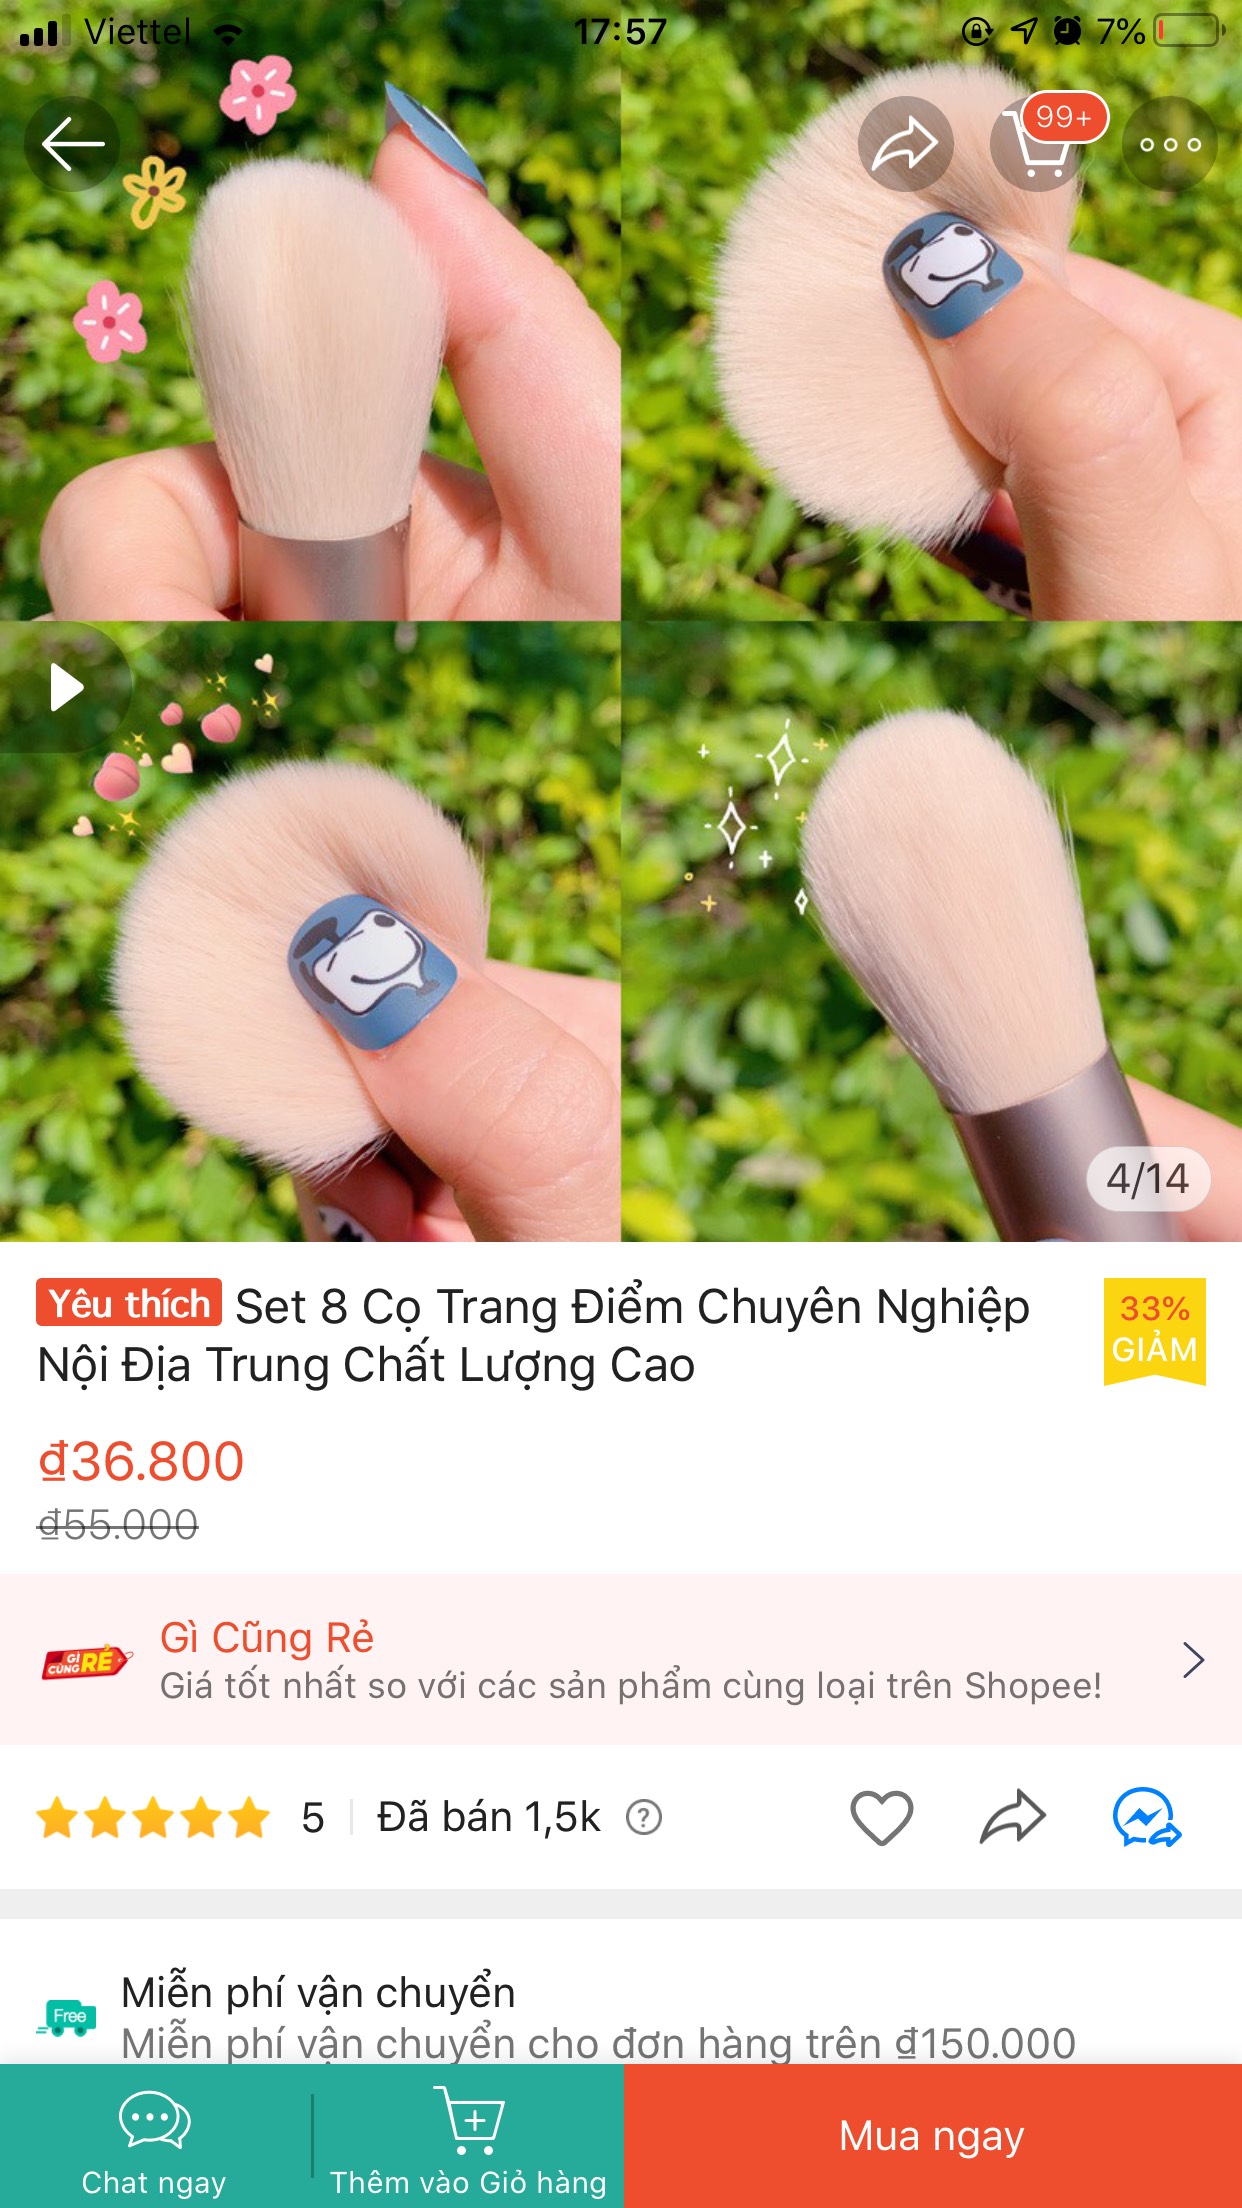 Viettel 17:57 7%
99+
4/14
Yêu thích Set 8 Cọ Trang Điểm Chuyên Nghiệp
Nội Địa Trung Chất Lượng Cao
33%
GIẢM
₫36.800
₫55.000
GÌ
CŨNG RẺ
Gì Cũng Rẻ
Giá tốt nhất so với các sản phẩm cùng loại trên Shopee!
5 Đã bán 1,5k ?
Free
Miễn phí vận chuyển
Miễn phí vận chuyển cho đơn hàng trên ₫150.000
Chat ngay
Thêm vào Giỏ hàng
Mua ngay